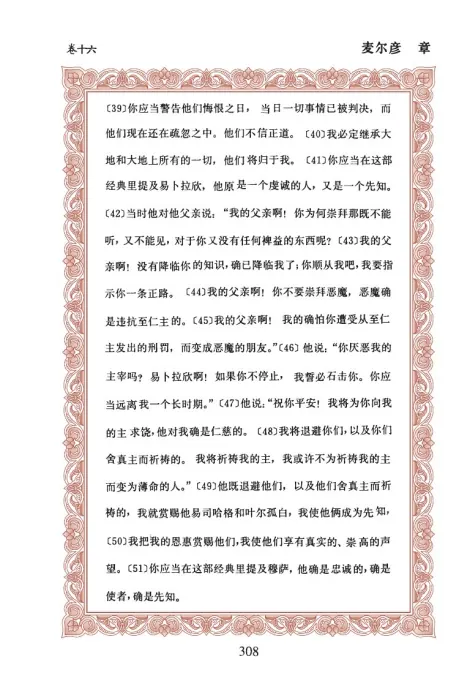 卷十六
麦尔彦 章
〔39〕你应当警告他们悔恨之日，当日一切事情已被判决，而
他们现在还在疏忽之中。他们不信正道。〔40〕我必定继承大
地和大地上所有的一切，他们将归于我。〔41〕你应当在这部
经典里提及易卜拉欣，他原是一个虔诚的人，又是一个先知。
〔42〕当时他对他父亲说：“我的父亲啊！你为何崇拜那既不能
听，又不能见，对于你又没有任何裨益的东西呢？〔43〕我的父
亲啊！没有降临你的知识，确已降临我了；你顺从我吧，我要指
示你一条正路。〔44〕我的父亲啊！你不要崇拜恶魔，恶魔确
是违抗至仁主的。〔45〕我的父亲啊！我的确怕你遭受从至仁
主发出的刑罚，而变成恶魔的朋友。”〔46〕他说：“你厌恶我的
主宰吗？易卜拉欣啊！如果你不停止，我誓必石击你。你应
当远离我一个长时期。”〔47〕他说：“祝你平安！我将为你向我
的主求饶，他对我确是仁慈的。〔48〕我将退避你们，以及你们
舍真主而祈祷的。我将祈祷我的主，我或许不为祈祷我的主
而变为薄命的人。”〔49〕他既退避他们，以及他们舍真主而祈
祷的，我就赏赐他易司哈格和叶尔孤白，我使他俩成为先知，
〔50〕我把我的恩惠赏赐他们，我使他们享有真实的、崇高的声
望。〔51〕你应当在这部经典里提及穆萨，他确是忠诚的，确是
使者，确是先知。
308